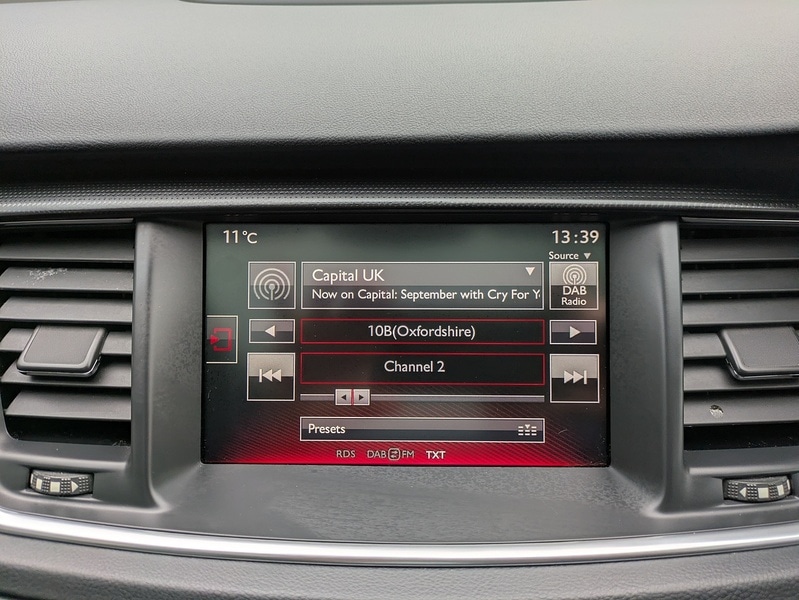 11°C
13:39
Source ▼
Capital UK
Now on Capital: September with Cry For Y
DAB
Radio
10B(Oxfordshire)
Channel 2
Presets
RDS DAB FM TXT